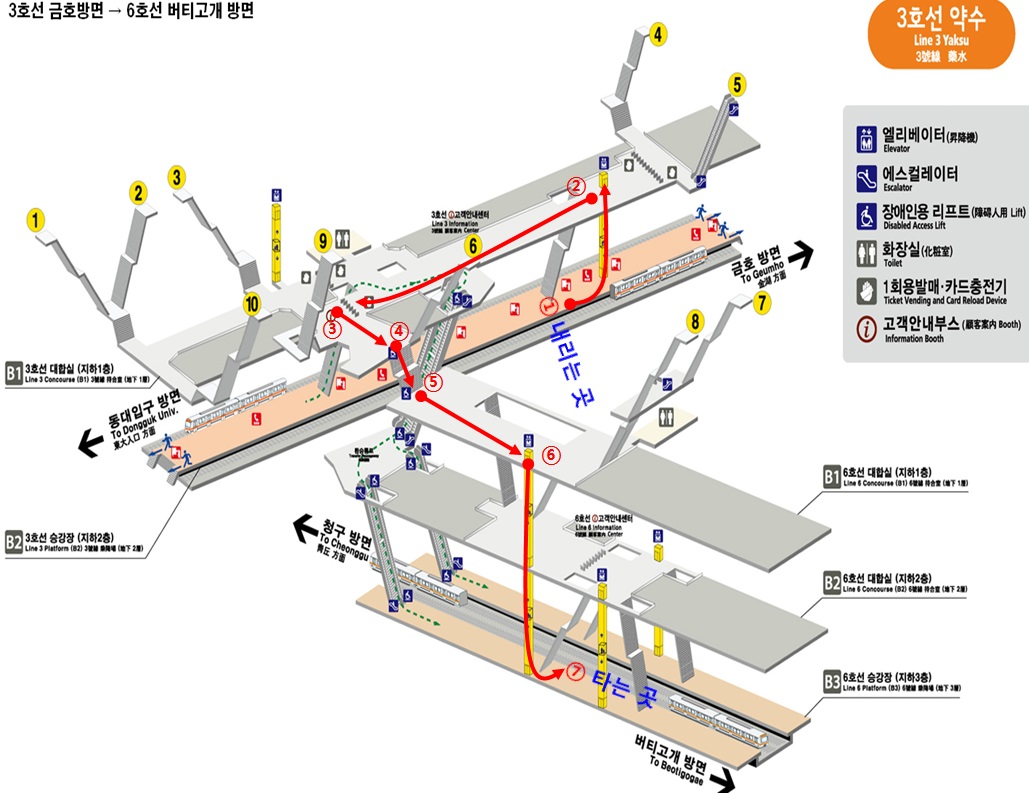 3호선 금호방면 → 6호선 버티고개 방면
3호선 약수
Line 3 Yaksu
3號線 藥水
엘리베이터(昇降機)
Elevator
에스컬레이터
Escalator
장애인용 리프트(障碍人用 Lift)
Disabled Access Lift
화장실(化粧室)
Toilet
1회용발매·카드충전기
Ticket Vending and Card Reload Device
고객안내부스(顧客案內 Booth)
Information Booth
4
5
3
2
1
②
3호선 ⓘ고객안내센터
Line 3 Information
3號線 顧客案內 Center
9
6
금호 방면
To Geumho
金湖 方面
①
내리는 곳
10
③
④
7
8
B1
3호선 대합실 (지하1층)
Line 3 Concourse (B1) 3號線 待合室 (地下 1層)
⑤
동대입구 방면
To Dongguk Univ.
東大入口 方面
⑥
B1
6호선 대합실 (지하1층)
Line 6 Concourse (B1) 6號線 待合室 (地下 1層)
B2
3호선 승강장 (지하2층)
Line 3 Platform (B2) 3號線 乘降場 (地下 2層)
청구 방면
To Cheonggu
靑丘 方面
6호선 ⓘ고객안내센터
Line 6 Information
6號線 顧客案內 Center
B2
6호선 대합실 (지하2층)
Line 6 Concourse (B2) 6號線 待合室 (地下 2層)
⑦
타는 곳
B3
6호선 승강장 (지하3층)
Line 6 Platform (B3) 6號線 乘降場 (地下 3層)
버티고개 방면
To Beotigogae